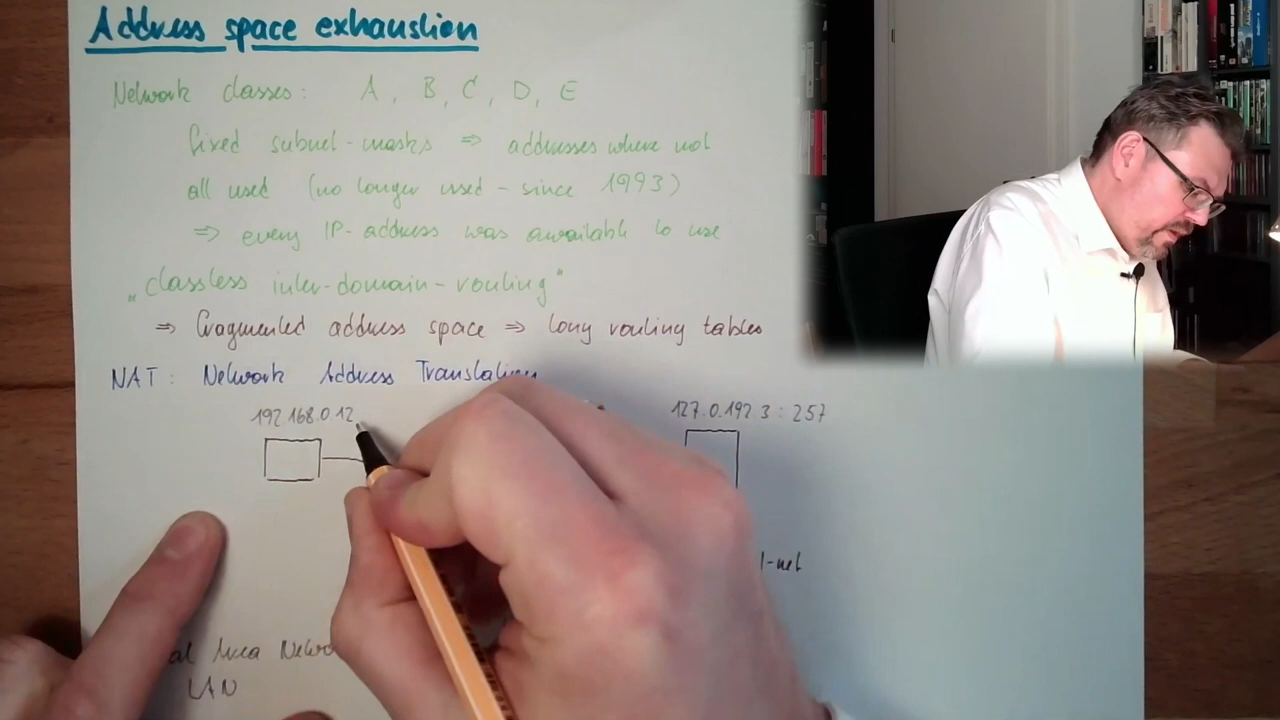 Address space exhaustion
Network classes: A, B, C, D, E
fixed subnet-masks ⇒ addresses where not
all used (no longer used - since 1993)
⇒ every IP-address was available to use
"classless inter-domain-routing"
⇒ fragmented address space ⇒ long routing tables
NAT: Network Address Translation
192.168.0.12 127.0.192.3:257
-net
Area
LAN